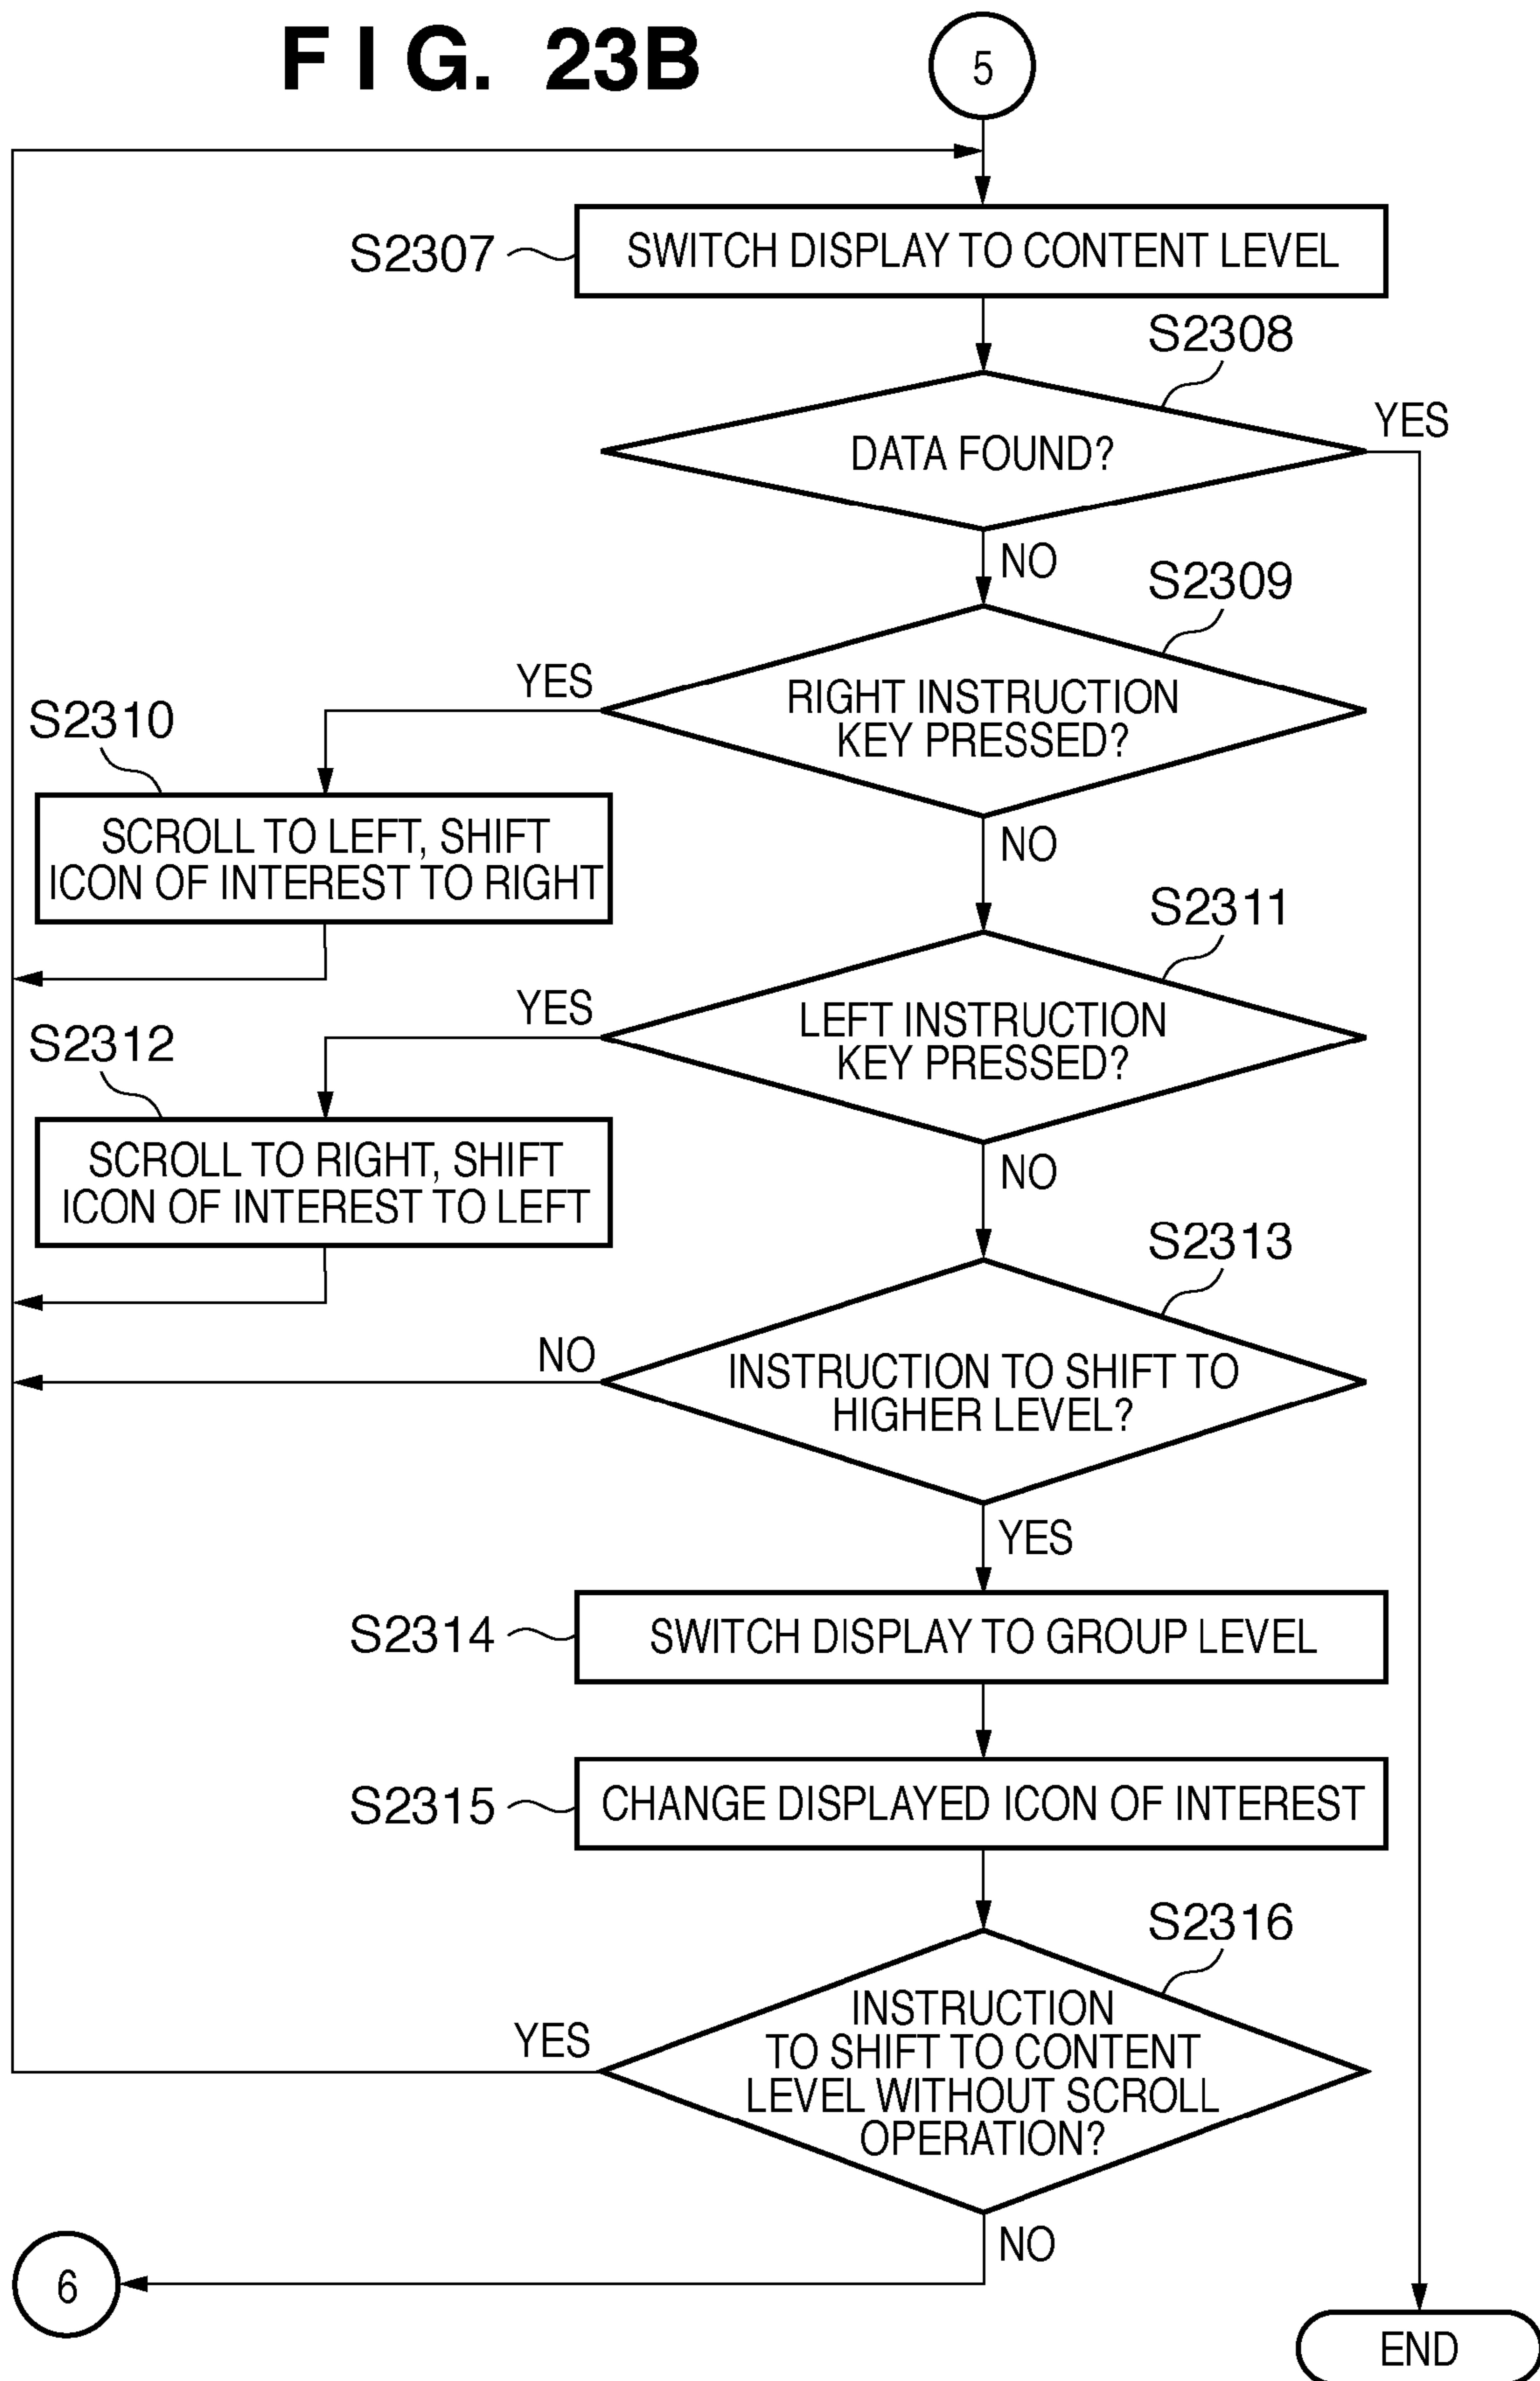 FIG. 23B
5
S2307
SWITCH DISPLAY TO CONTENT LEVEL
S2308
DATA FOUND?
YES
NO
S2309
RIGHT INSTRUCTION
KEY PRESSED?
YES
S2310
SCROLL TO LEFT, SHIFT
ICON OF INTEREST TO RIGHT
NO
S2311
LEFT INSTRUCTION
KEY PRESSED?
YES
S2312
SCROLL TO RIGHT, SHIFT
ICON OF INTEREST TO LEFT
NO
S2313
NO
INSTRUCTION TO SHIFT TO
HIGHER LEVEL?
YES
S2314
SWITCH DISPLAY TO GROUP LEVEL
S2315
CHANGE DISPLAYED ICON OF INTEREST
S2316
INSTRUCTION
TO SHIFT TO CONTENT
LEVEL WITHOUT SCROLL
OPERATION?
YES
NO
6
END